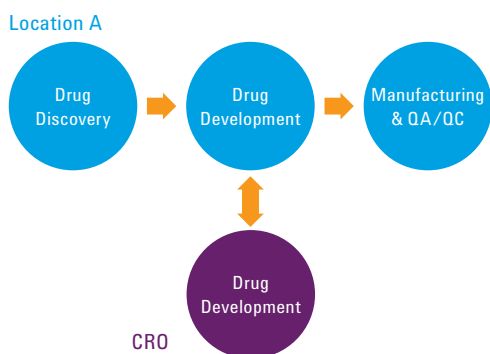 Location A
Drug
Discovery
Drug
Development
Manufacturing
& QA/QC
Drug
Development
CRO